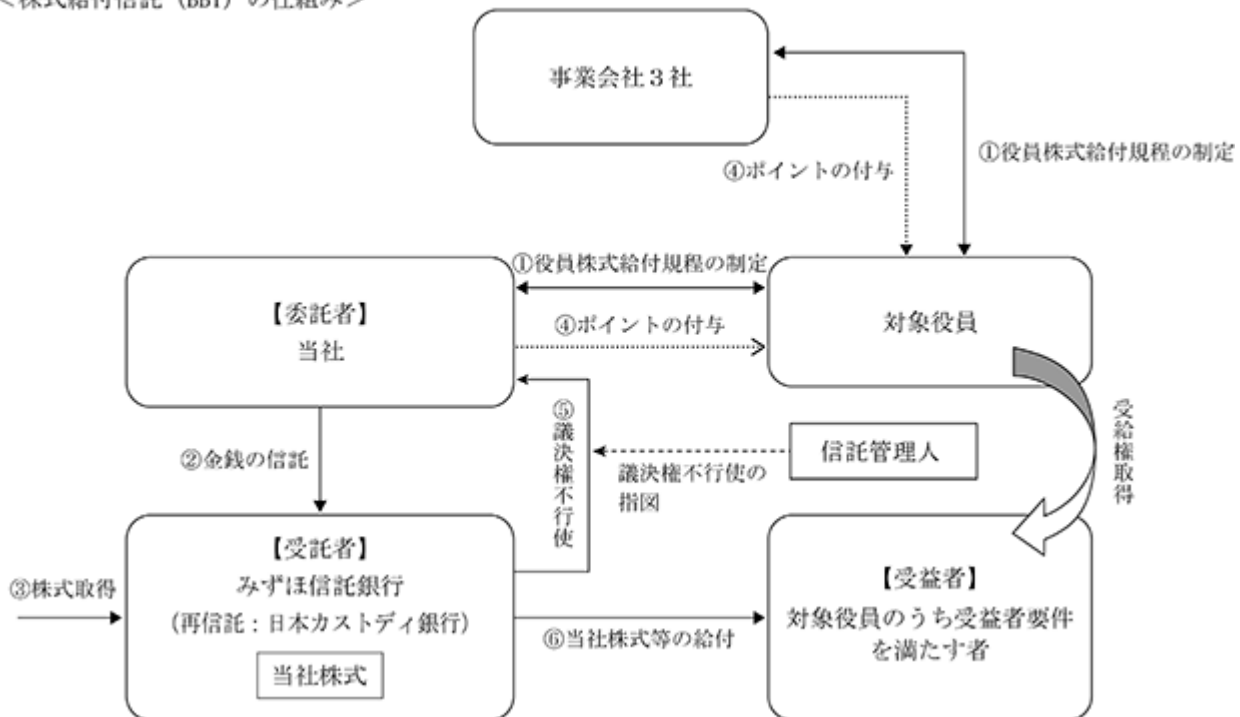 <株式給付信託（BBT）の仕組み>
事業会社３社
①役員株式給付規程の制定
④ポイントの付与
①役員株式給付規程の制定
【委託者】
当社
④ポイントの付与
対象役員
②金銭の信託
⑤議決権不行使
議決権不行使の
指図
信託管理人
受給権取得
③株式取得
【受託者】
みずほ信託銀行
（再信託：日本カストディ銀行）
当社株式
⑥当社株式等の給付
【受益者】
対象役員のうち受益者要件
を満たす者